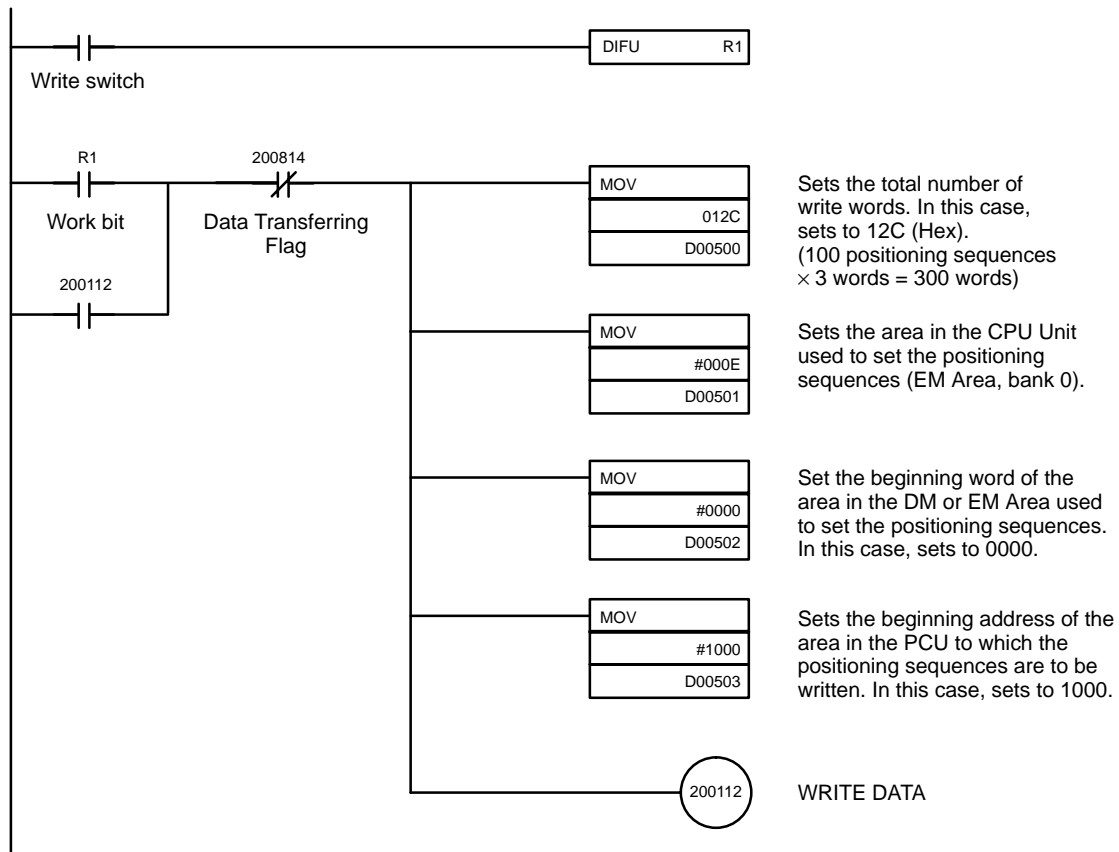 DIFU R1
Write switch
R1
200814
Work bit
Data Transferring
Flag
200112
MOV
012C
D00500
Sets the total number of
write words. In this case,
sets to 12C (Hex).
(100 positioning sequences
× 3 words = 300 words)
MOV
#000E
D00501
Sets the area in the CPU Unit
used to set the positioning
sequences (EM Area, bank 0).
MOV
#0000
D00502
Set the beginning word of the
area in the DM or EM Area used
to set the positioning sequences.
In this case, sets to 0000.
MOV
#1000
D00503
Sets the beginning address of the
area in the PCU to which the
positioning sequences are to be
written. In this case, sets to 1000.
200112
WRITE DATA